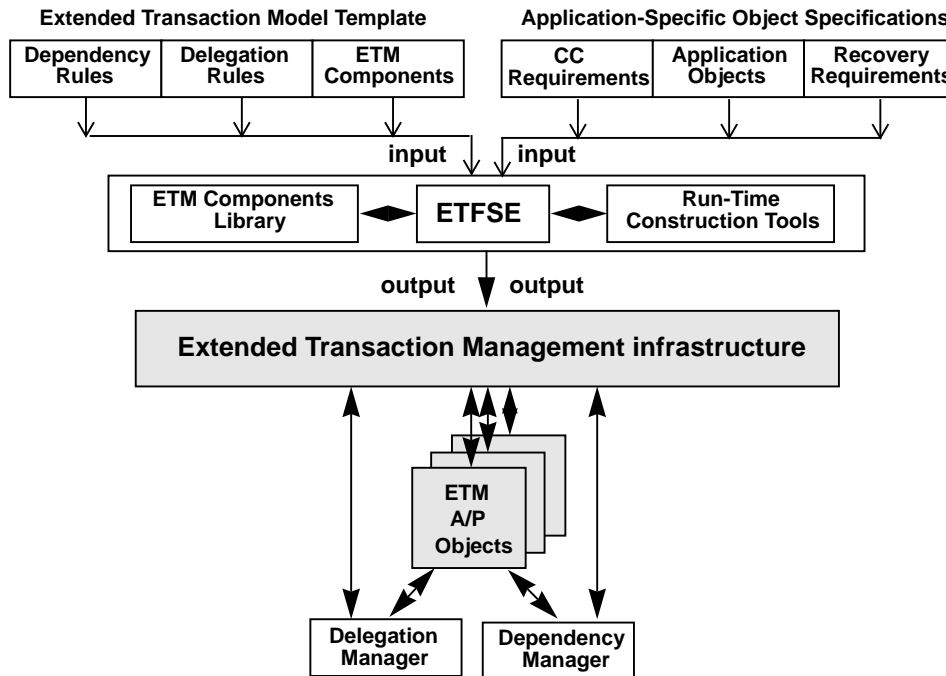 Extended Transaction Model Template
Application-Specific Object Specifications
Dependency
Rules
Delegation
Rules
ETM
Components
CC
Requirements
Application
Objects
Recovery
Requirements
input
input
ETM Components
Library
ETFSE
Run-Time
Construction Tools
output
output
Extended Transaction Management infrastructure
ETM
A/P
Objects
Delegation
Manager
Dependency
Manager